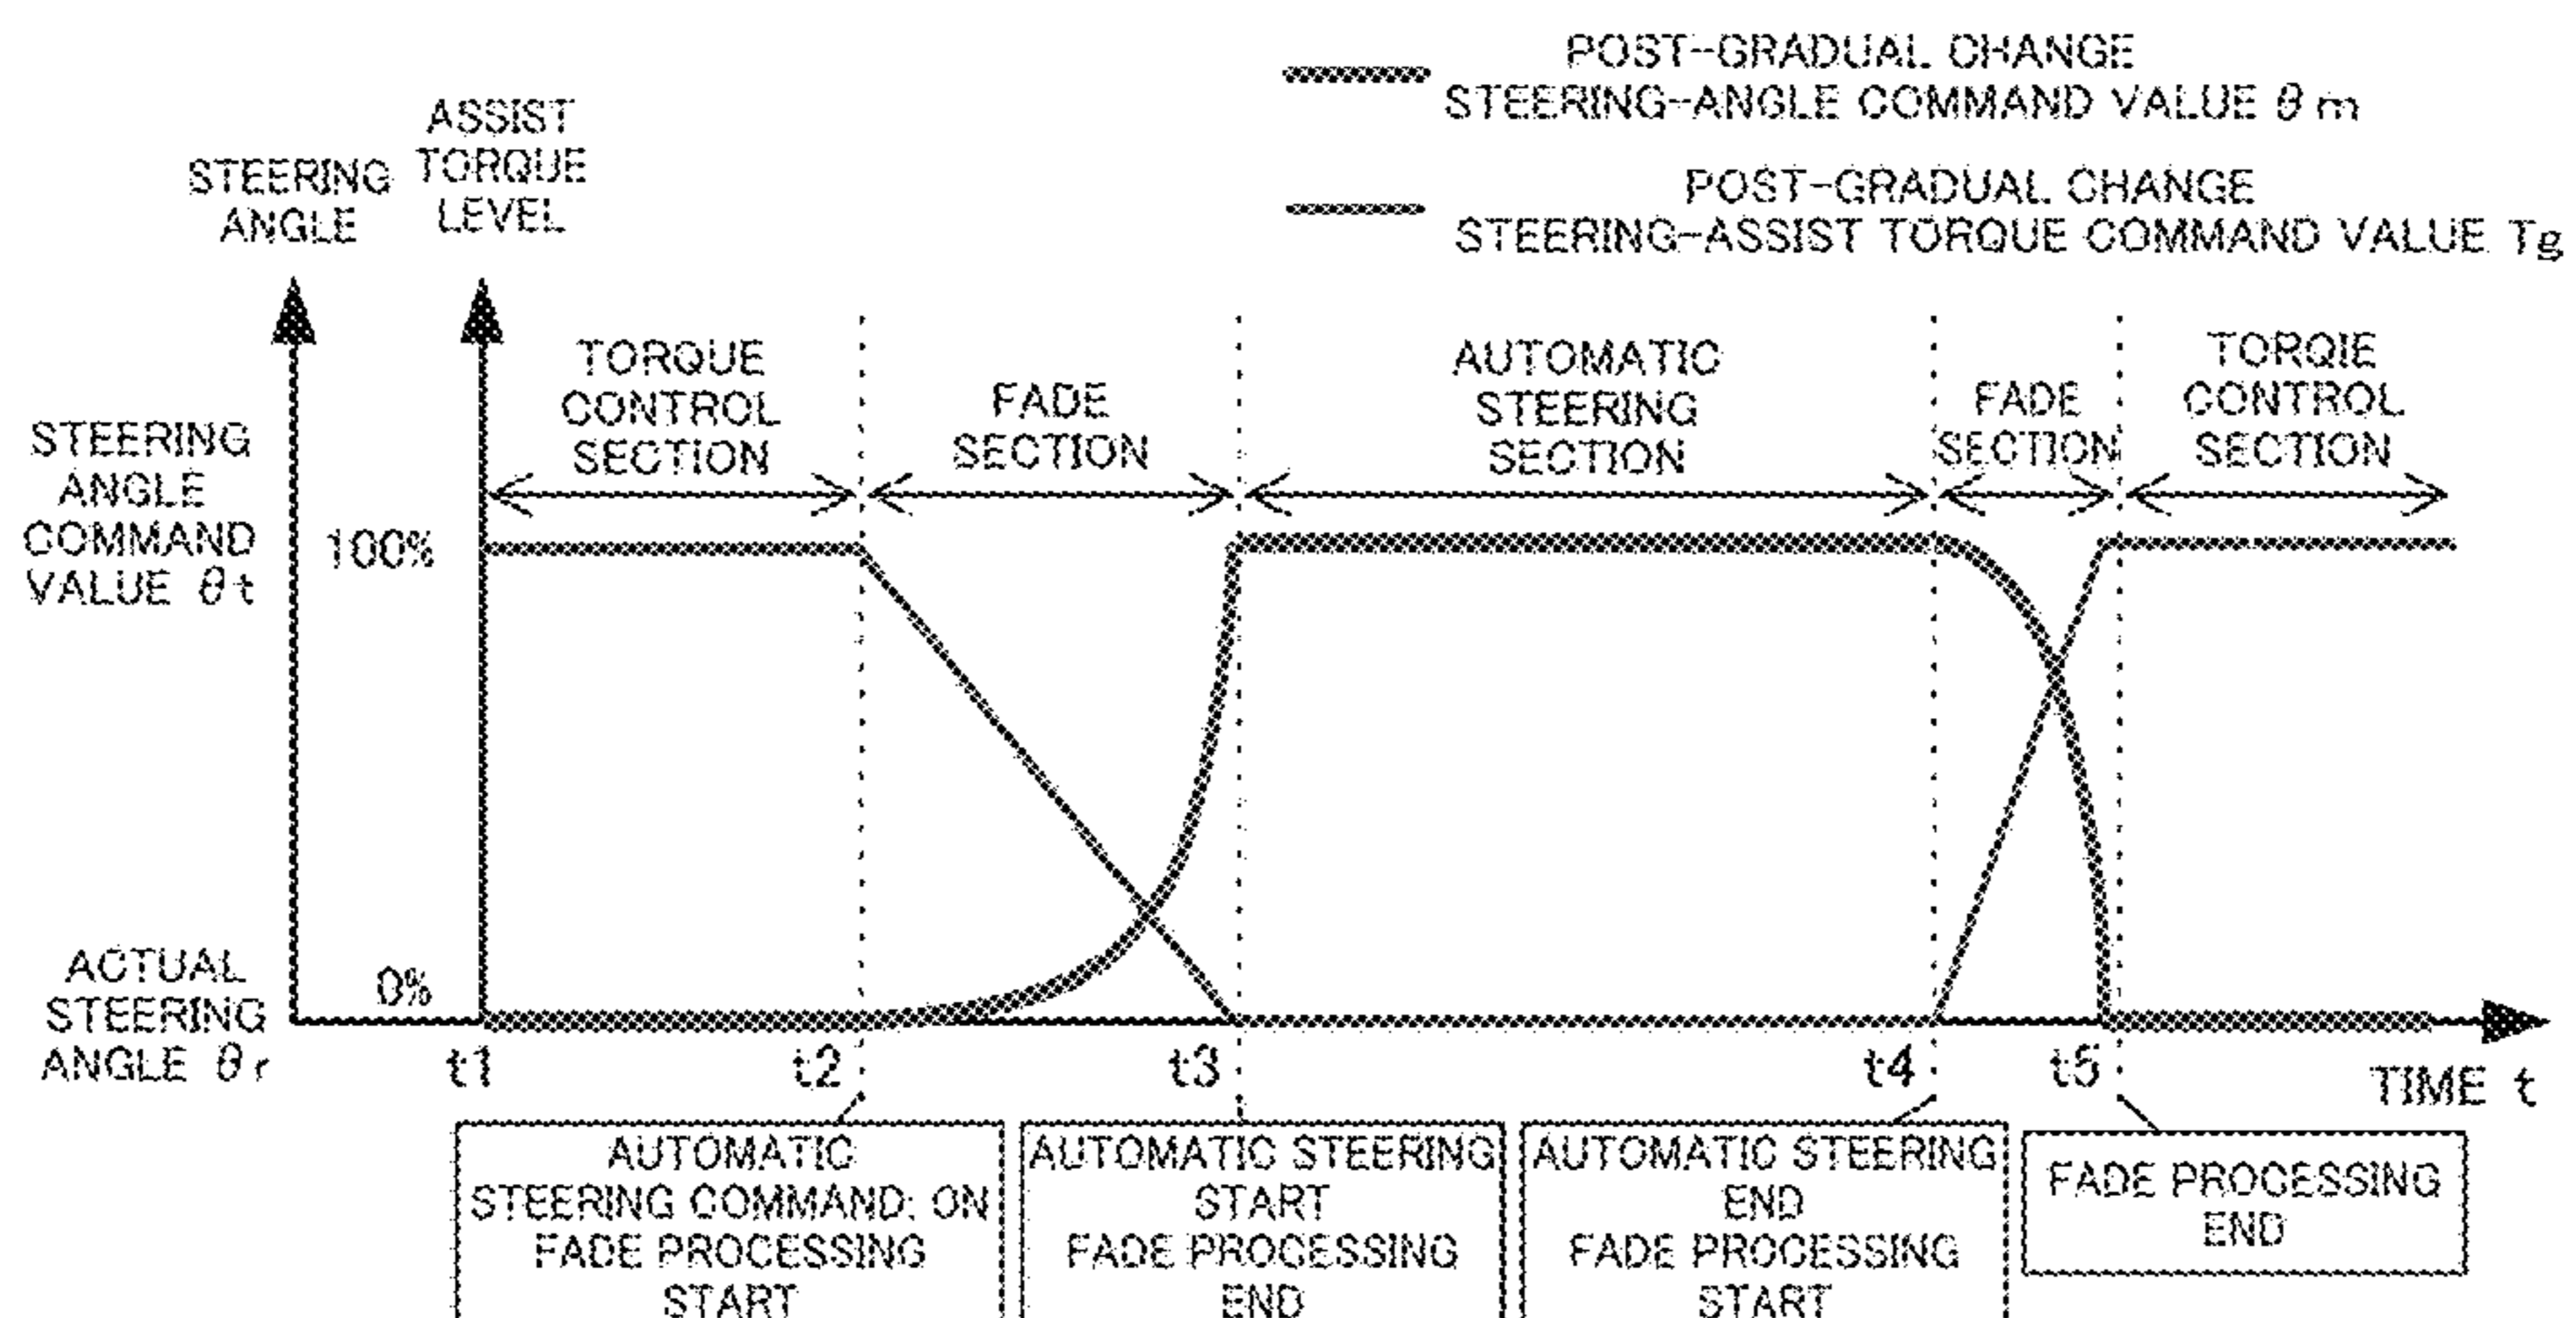 POST-GRADUAL CHANGE
STEERING-ANGLE COMMAND VALUE θm
POST-GRADUAL CHANGE
STEERING-ASSIST TORQUE COMMAND VALUE Tg
STEERING
ANGLE
ASSIST
TORQUE
LEVEL
TORQUE
CONTROL
SECTION
FADE
SECTION
AUTOMATIC
STEERING
SECTION
FADE
SECTION
TORQIE
CONTROL
SECTION
STEERING
ANGLE
COMMAND
VALUE θt
100%
ACTUAL
STEERING
ANGLE θr
0%
t1
t2
t3
t4
t5
TIME t
AUTOMATIC
STEERING COMMAND: ON
FADE PROCESSING
START
AUTOMATIC STEERING
START
FADE PROCESSING
END
AUTOMATIC STEERING
END
FADE PROCESSING
START
FADE PROCESSING
END